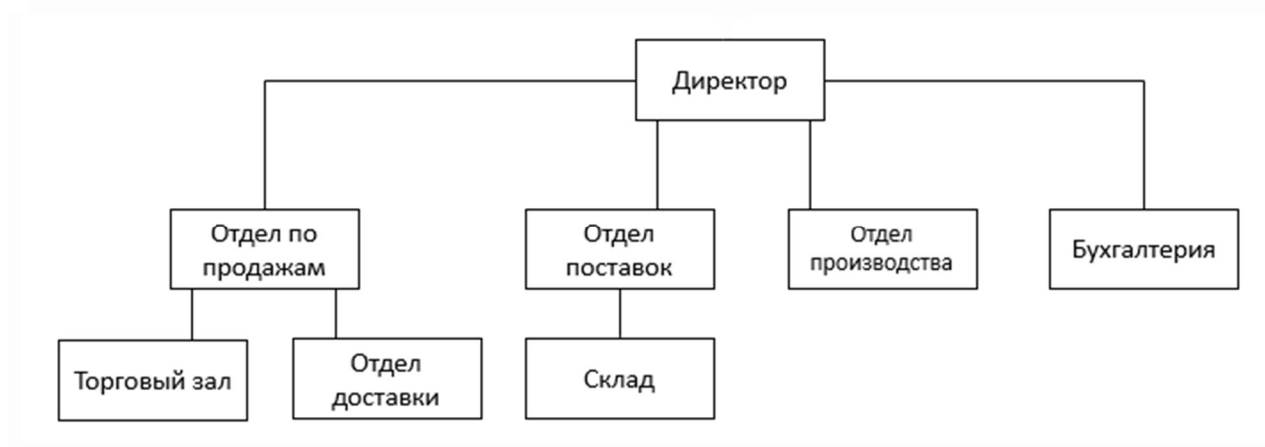 Директор
Отдел по
продажам
Отдел
поставок
Отдел
производства
Бухгалтерия
Торговый зал
Отдел
доставки
Склад